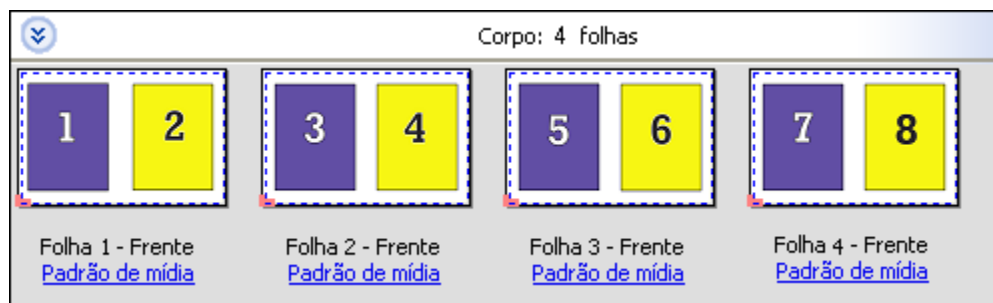 Corpo: 4 folhas
1 2 3 4 5 6 7 8
Folha 1 - Frente Folha 2 - Frente Folha 3 - Frente Folha 4 - Frente
Padrão de mídia Padrão de mídia Padrão de mídia Padrão de mídia